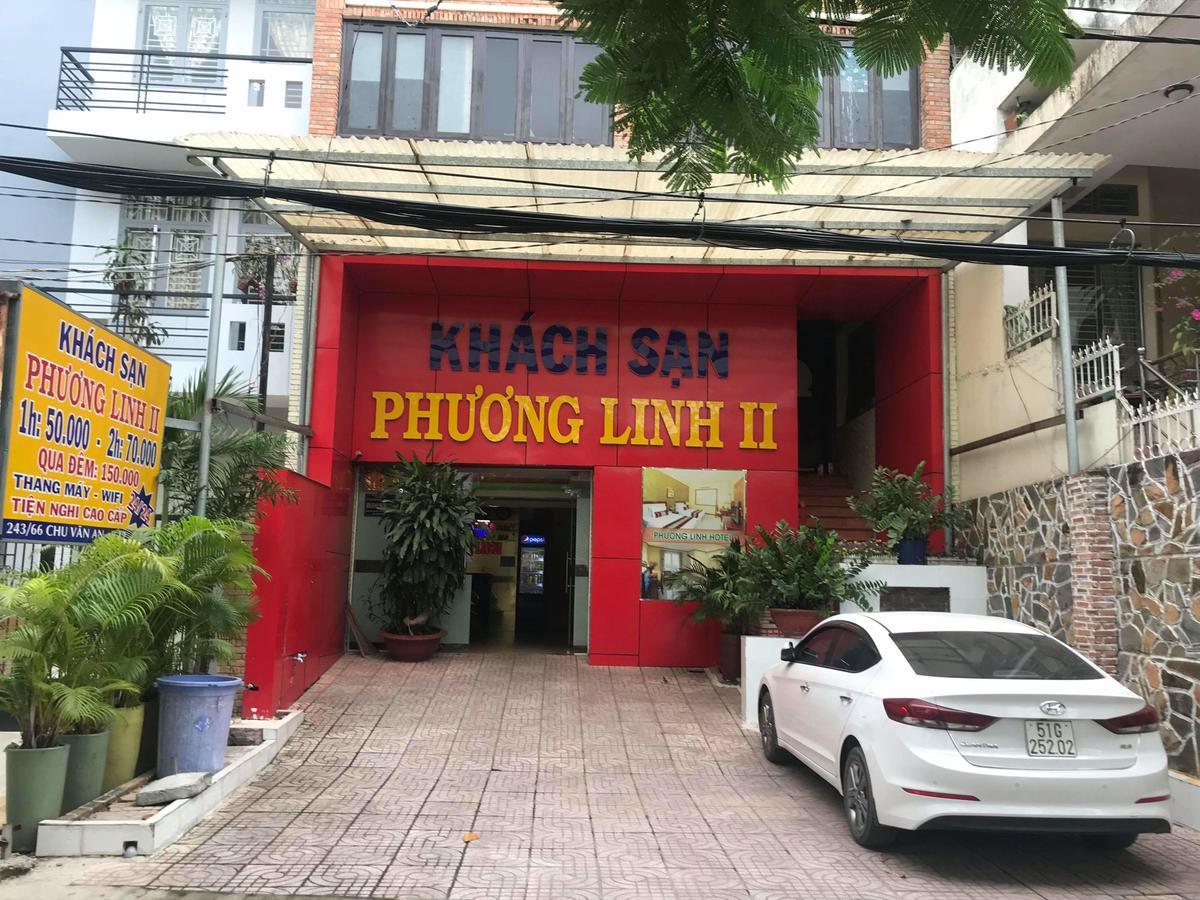 KHÁCH SẠN
PHƯƠNG LINH II
KHÁCH SẠN
PHƯƠNG LINH II
1h: 50.000 - 2h: 70.000
QUA ĐÊM: 150.000
THANG MÁY - WIFI
TIỆN NGHI CAO CẤP
243/66 CHU VĂN AN
PHƯƠNG LINH HOTEL
pepsi
51G
252.02